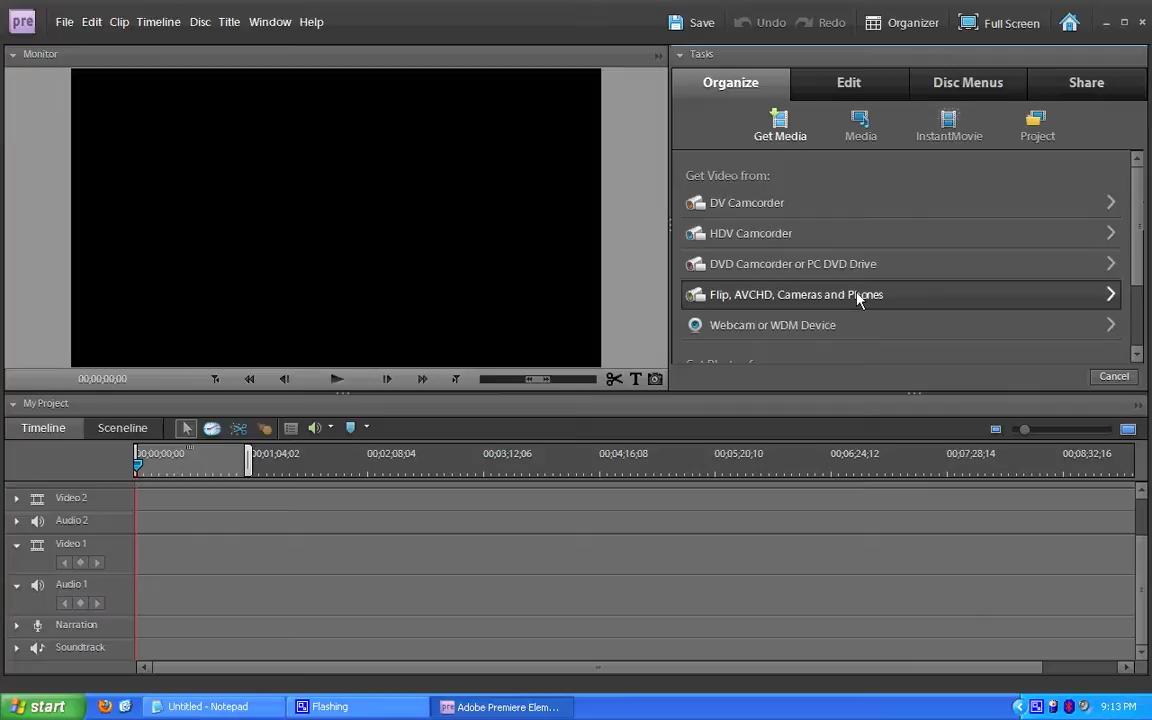 pre File Edit Clip Timeline Disc Title Window Help Save Undo Redo Organizer Full Screen
Monitor
Tasks
Organize Edit Disc Menus Share
Get Media Media InstantMovie Project
Get Video from:
DV Camcorder
HDV Camcorder
DVD Camcorder or PC DVD Drive
Flip, AVCHD, Cameras and Phones
Webcam or WDM Device
00;00;00;00
Cancel
My Project
Timeline Sceneline
00;00;00;00 00;01;04;02 00;02;08;04 00;03;12;06 00;04;16;08 00;05;20;10 00;06;24;12 00;07;28;14 00;08;32;16
Video 2
Audio 2
Video 1
Audio 1
Narration
Soundtrack
start Untitled - Notepad Flashing pre Adobe Premiere Elem... 9:13 PM